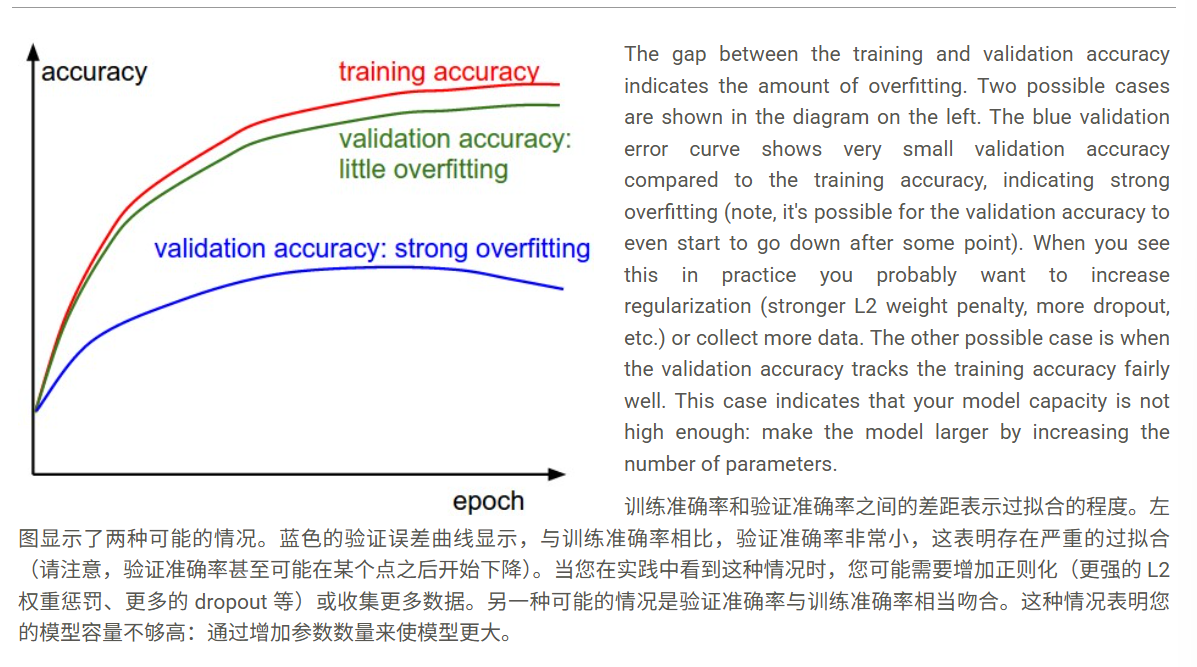 accuracy
training accuracy
validation accuracy:
little overfitting
validation accuracy: strong overfitting
epoch
The gap between the training and validation accuracy
indicates the amount of overfitting. Two possible cases
are shown in the diagram on the left. The blue validation
error curve shows very small validation accuracy
compared to the training accuracy, indicating strong
overfitting (note, it's possible for the validation accuracy to
even start to go down after some point). When you see
this in practice you probably want to increase
regularization (stronger L2 weight penalty, more dropout,
etc.) or collect more data. The other possible case is when
the validation accuracy tracks the training accuracy fairly
well. This case indicates that your model capacity is not
high enough: make the model larger by increasing the
number of parameters.
训练准确率和验证准确率之间的差距表示过拟合的程度。左
图显示了两种可能的情况。蓝色的验证误差曲线显示，与训练准确率相比，验证准确率非常小，这表明存在严重的过拟合
（请注意，验证准确率甚至可能在某个点之后开始下降）。当您在实践中看到这种情况时，您可能需要增加正则化（更强的 L2
权重惩罚、更多的 dropout 等）或收集更多数据。另一种可能的情况是验证准确率与训练准确率相当吻合。这种情况表明您
的模型容量不够高：通过增加参数数量来使模型更大。